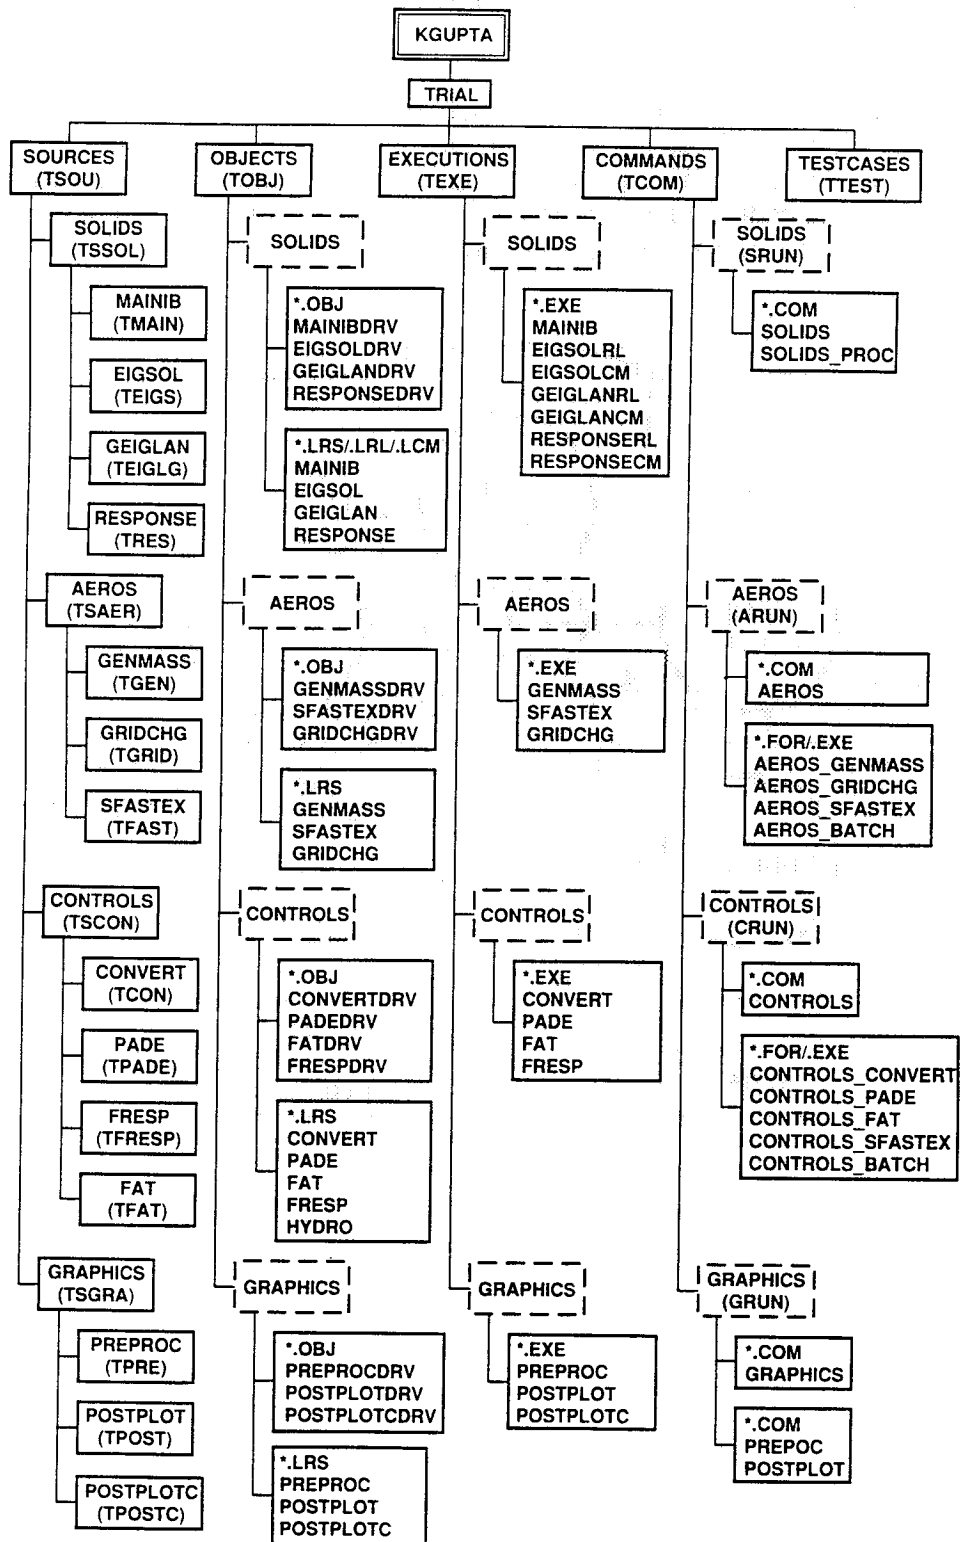 KGUPTA
TRIAL
SOURCES
(TSOU)
SOLIDS
(TSSOL)
MAINIB
(TMAIN)
EIGSOL
(TEIGS)
GEIGLAN
(TEIGLG)
RESPONSE
(TRES)
AEROS
(TSAER)
GENMASS
(TGEN)
GRIDCHG
(TGRID)
SFASTEX
(TFAST)
CONTROLS
(TSCON)
CONVERT
(TCON)
PADE
(TPADE)
FRESP
(TFRESP)
FAT
(TFAT)
GRAPHICS
(TSGRA)
PREPROC
(TPRE)
POSTPLOT
(TPOST)
POSTPLOTC
(TPOSTC)
OBJECTS
(TOBJ)
SOLIDS
*.OBJ
MAINIBDRV
EIGSOLDRV
GEIGLANDRV
RESPONSEDRV
*.LRS/.LRL/.LCM
MAINIB
EIGSOL
GEIGLAN
RESPONSE
AEROS
*.OBJ
GENMASSDRV
SFASTEXDRV
GRIDCHGDRV
*.LRS
GENMASS
SFASTEX
GRIDCHG
CONTROLS
*.OBJ
CONVERTDRV
PADEDRV
FATDRV
FRESPDRV
*.LRS
CONVERT
PADE
FAT
FRESP
HYDRO
GRAPHICS
*.OBJ
PREPROCDRV
POSTPLOTDRV
POSTPLOTCDRV
*.LRS
PREPROC
POSTPLOT
POSTPLOTC
EXECUTIONS
(TEXE)
SOLIDS
*.EXE
MAINIB
EIGSOLRL
EIGSOLCM
GEIGLANRL
GEIGLANCM
RESPONSERL
RESPONSECM
AEROS
*.EXE
GENMASS
SFASTEX
GRIDCHG
CONTROLS
*.EXE
CONVERT
PADE
FAT
FRESP
GRAPHICS
*.EXE
PREPROC
POSTPLOT
POSTPLOTC
COMMANDS
(TCOM)
SOLIDS
(SRUN)
*.COM
SOLIDS
SOLIDS_PROC
AEROS
(ARUN)
*.COM
AEROS
*.FOR/.EXE
AEROS_GENMASS
AEROS_GRIDCHG
AEROS_SFASTEX
AEROS_BATCH
CONTROLS
(CRUN)
*.COM
CONTROLS
*.FOR/.EXE
CONTROLS_CONVERT
CONTROLS_PADE
CONTROLS_FAT
CONTROLS_SFASTEX
CONTROLS_BATCH
GRAPHICS
(GRUN)
*.COM
GRAPHICS
*.COM
PREPOC
POSTPLOT
TESTCASES
(TTEST)